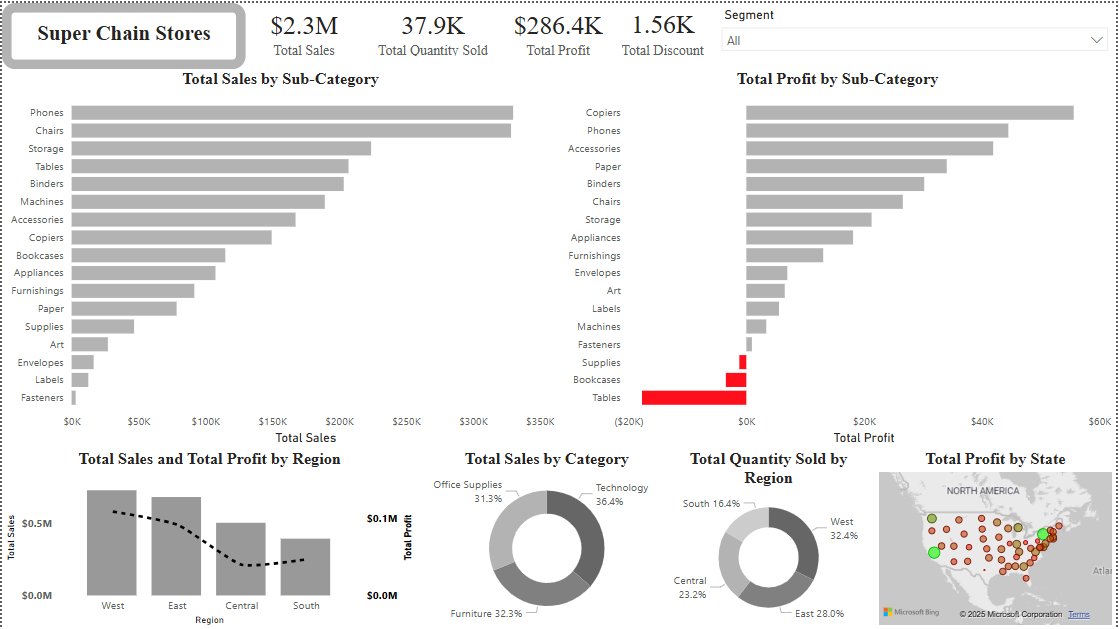 Super Chain Stores
$2.3M
Total Sales
37.9K
Total Quantity Sold
$286.4K
Total Profit
1.56K
Total Discount
Segment
All
Total Sales by Sub-Category
Phones
Chairs
Storage
Tables
Binders
Machines
Accessories
Copiers
Bookcases
Appliances
Furnishings
Paper
Supplies
Art
Envelopes
Labels
Fasteners
$0K $50K $100K $150K $200K $250K $300K $350K
Total Sales
Total Profit by Sub-Category
Copiers
Phones
Accessories
Paper
Binders
Chairs
Storage
Appliances
Furnishings
Envelopes
Art
Labels
Machines
Fasteners
Supplies
Bookcases
Tables
($20K) $0K $20K $40K $60K
Total Profit
Total Sales and Total Profit by Region
Total Sales
$0.5M
$0.0M
West East Central South
Region
$0.1M
$0.0M
Total Profit
Total Sales by Category
Office Supplies
31.3%
Technology
36.4%
Furniture 32.3%
Total Quantity Sold by
Region
South 16.4%
West
32.4%
Central
23.2%
East 28.0%
Total Profit by State
NORTH AMERICA
Atla
Microsoft Bing
© 2025 Microsoft Corporation Terms